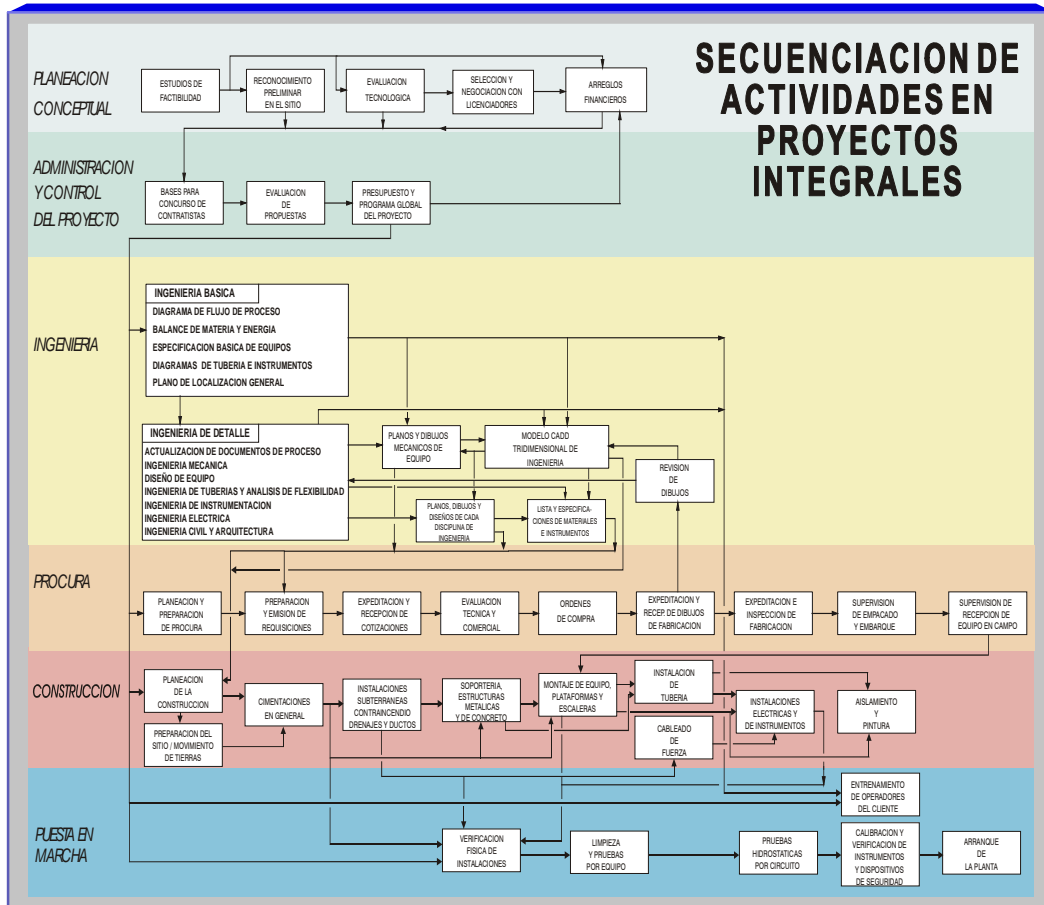 SECUENCIACION DE
ACTIVIDADES EN
PROYECTOS
INTEGRALES
PLANEACION
CONCEPTUAL
ESTUDIOS DE
FACTIBILIDAD
RECONOCIMIENTO
PRELIMINAR
EN EL SITIO
EVALUACION
TECNOLOGICA
SELECCION Y
NEGOCIACION CON
LICENCIADORES
ARREGLOS
FINANCIEROS
ADMINISTRACION
Y CONTROL
DEL PROYECTO
BASES PARA
CONCURSO DE
CONTRATISTAS
EVALUACION
DE
PROPUESTAS
PRESUPUESTO Y
PROGRAMA GLOBAL
DEL PROYECTO
INGENIERIA
INGENIERIA BASICA
DIAGRAMA DE FLUJO DE PROCESO
BALANCE DE MATERIA Y ENERGIA
ESPECIFICACION BASICA DE EQUIPOS
DIAGRAMAS DE TUBERIA E INSTRUMENTOS
PLANO DE LOCALIZACION GENERAL
INGENIERIA DE DETALLE
ACTUALIZACION DE DOCUMENTOS DE PROCESO
INGENIERIA MECANICA
DISEÑO DE EQUIPO
INGENIERIA DE TUBERIAS Y ANALISIS DE FLEXIBILIDAD
INGENIERIA DE INSTRUMENTACION
INGENIERIA ELECTRICA
INGENIERIA CIVIL Y ARQUITECTURA
PLANOS Y DIBUJOS
MECANICOS DE
EQUIPO
MODELO CADD
TRIDIMENSIONAL DE
INGENIERIA
REVISION
DE
DIBUJOS
PLANOS, DIBUJOS Y
DISEÑOS DE CADA
DISCIPLINA DE
INGENIERIA
LISTA Y ESPECIFICA-
CIONES DE MATERIALES
E INSTRUMENTOS
PROCURA
PLANEACION Y
PREPARACION
DE PROCURA
PREPARACION
Y EMISION DE
REQUISICIONES
EXPEDITACION Y
RECEPCION DE
COTIZACIONES
EVALUACION
TECNICA Y
COMERCIAL
ORDENES
DE COMPRA
EXPEDITACION Y
RECEP DE DIBUJOS
DE FABRICACION
EXPEDITACION E
INSPECCION DE
FABRICACION
SUPERVISION
DE EMPACADO
Y EMBARQUE
SUPERVISION DE
RECEPCION DE
EQUIPO EN CAMPO
CONSTRUCCION
PLANEACION
DE LA
CONSTRUCCION
PREPARACION DEL
SITIO / MOVIMIENTO
DE TIERRAS
CIMENTACIONES
EN GENERAL
INSTALACIONES
SUBTERRANEAS
CONTRAINCENDIO
DRENAJES Y DUCTOS
SOPORTERIA,
ESTRUCTURAS
METALICAS
Y DE CONCRETO
MONTAJE DE EQUIPO,
PLATAFORMAS Y
ESCALERAS
INSTALACION
DE
TUBERIA
CABLEADO
DE
FUERZA
INSTALACIONES
ELECTRICAS Y
DE INSTRUMENTOS
AISLAMIENTO
Y
PINTURA
PUESTA EN
MARCHA
ENTRENAMIENTO
DE OPERADORES
DEL CLIENTE
VERIFICACION
FISICA DE
INSTALACIONES
LIMPIEZA
Y PRUEBAS
POR EQUIPO
PRUEBAS
HIDROSTATICAS
POR CIRCUITO
CALIBRACION Y
VERIFICACION DE
INSTRUMENTOS
Y DISPOSITIVOS
DE SEGURIDAD
ARRANQUE
DE
LA PLANTA